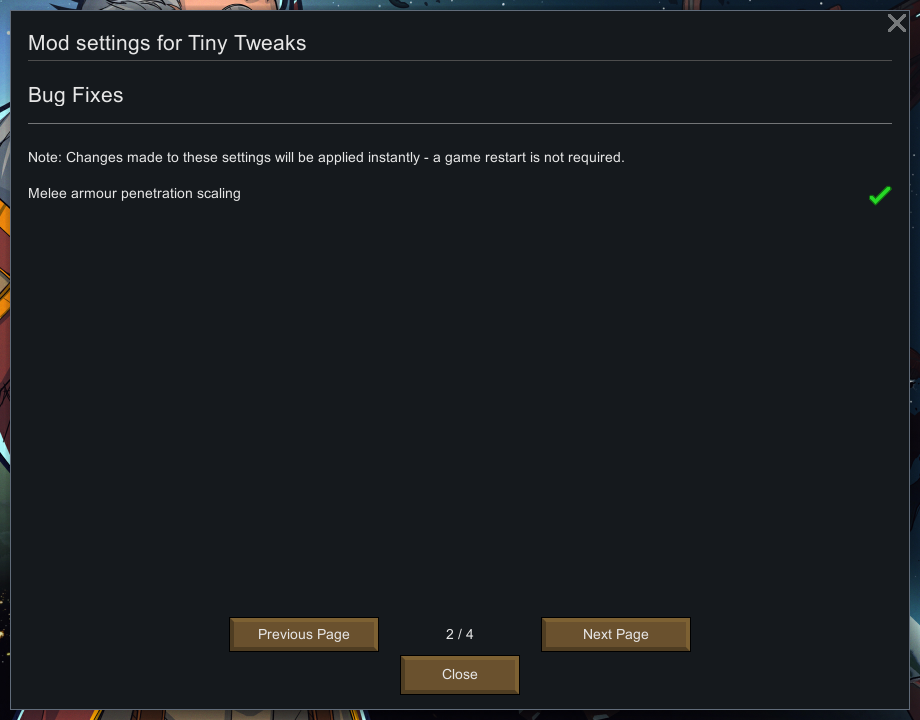 Mod settings for Tiny Tweaks
Bug Fixes
Note: Changes made to these settings will be applied instantly - a game restart is not required.
Melee armour penetration scaling
Previous Page
2 / 4
Next Page
Close